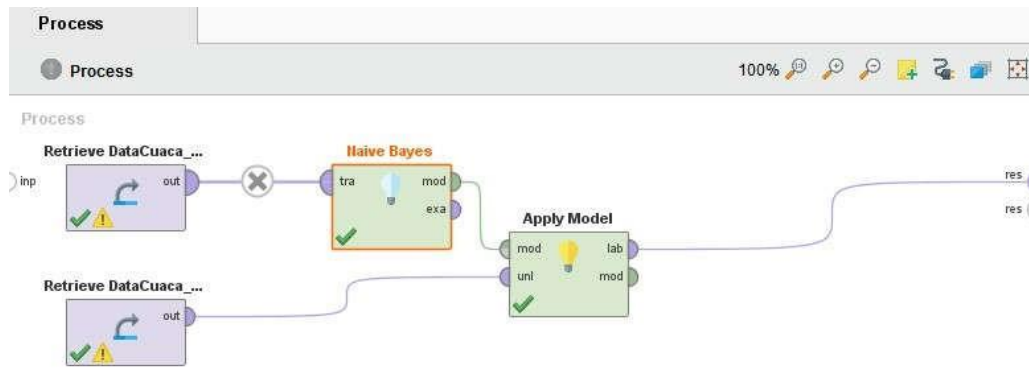 Process
Process
100%
Process
Retrieve DataCuaca_...
Naive Bayes
inp
out
tra
mod
exa
res
res
Apply Model
mod
lab
unl
mod
Retrieve DataCuaca_...
out